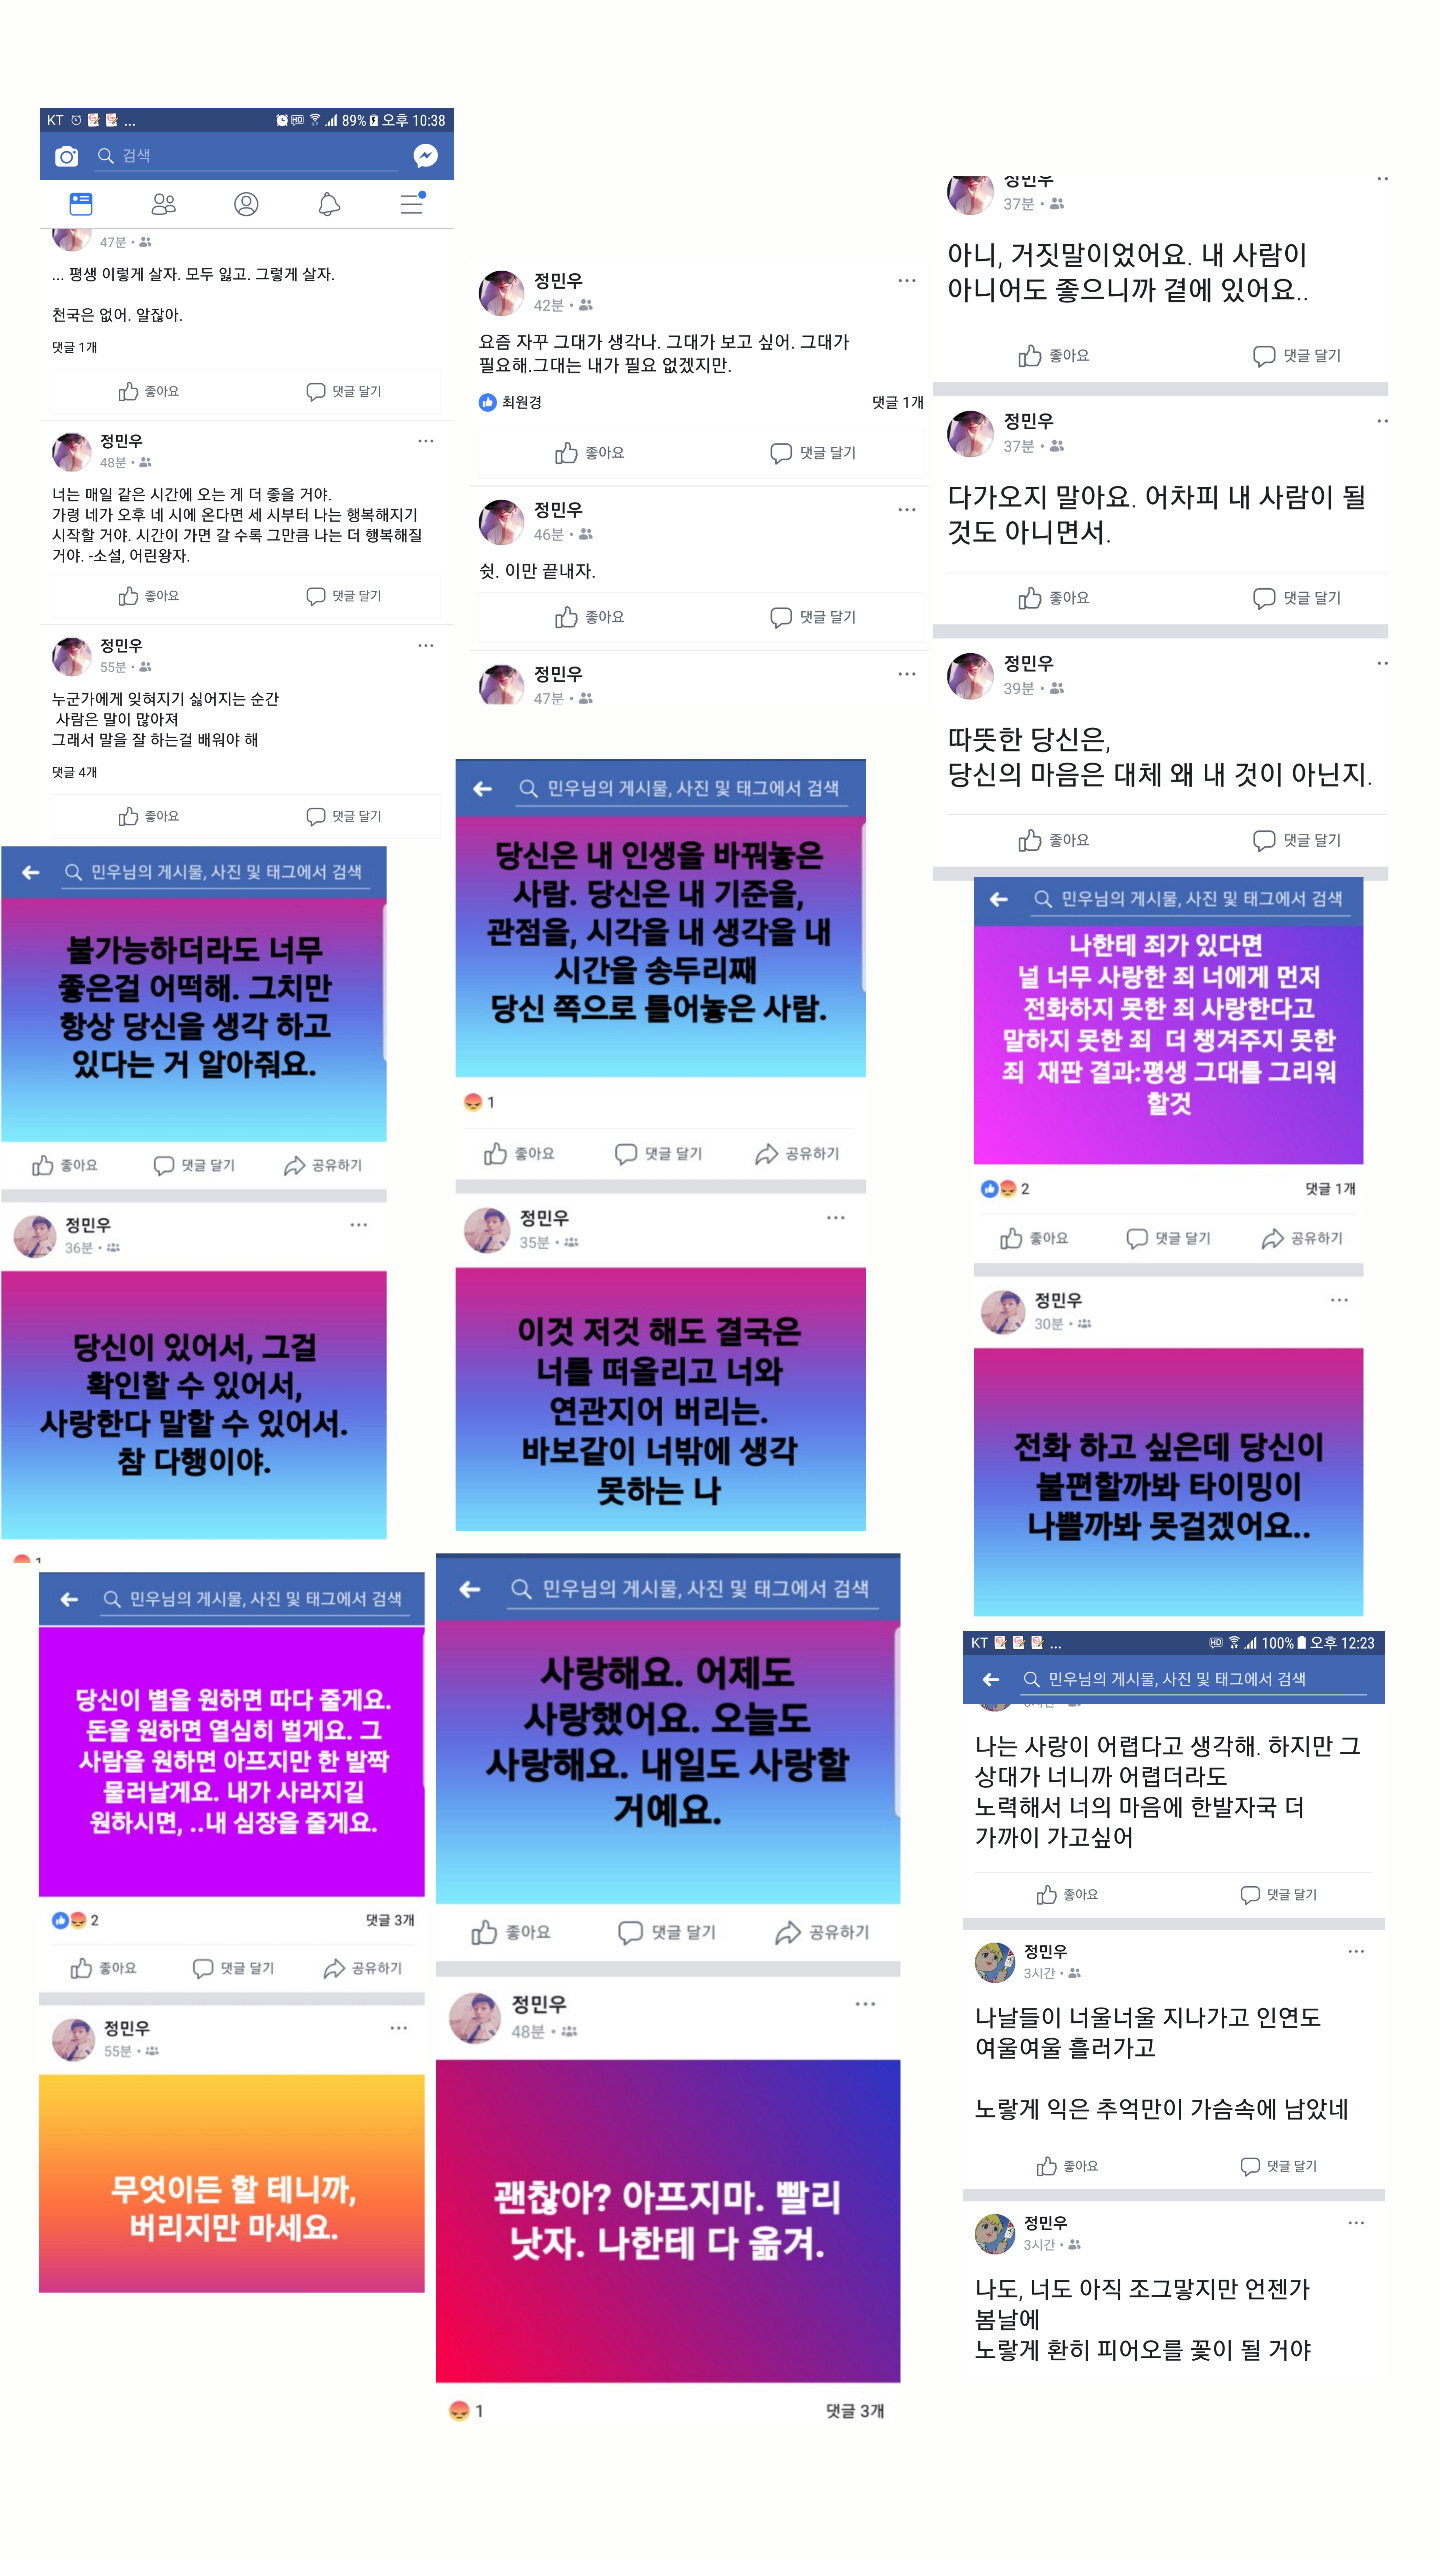 KT ... 89% 오후 10:38
검색
47분
... 평생 이렇게 살자. 모두 잃고. 그렇게 살자.
천국은 없어. 알잖아.
댓글 1개
좋아요 댓글 달기
정민우
48분
너는 매일 같은 시간에 오는 게 더 좋을 거야.
가령 네가 오후 네 시에 온다면 세 시부터 나는 행복해지기
시작할 거야. 시간이 가면 갈 수록 그만큼 나는 더 행복해질
거야. -소설, 어린왕자.
좋아요 댓글 달기
정민우
55분
누군가에게 잊혀지기 싫어지는 순간
사람은 말이 많아져
그래서 말을 잘 하는걸 배워야 해
댓글 4개
좋아요 댓글 달기
정민우
42분
요즘 자꾸 그대가 생각나. 그대가 보고 싶어. 그대가
필요해.그대는 내가 필요 없겠지만.
최원경 댓글 1개
좋아요 댓글 달기
정민우
46분
쉿. 이만 끝내자.
좋아요 댓글 달기
정민우
47분
정민우
37분
아니, 거짓말이었어요. 내 사람이
아니어도 좋으니까 곁에 있어요..
좋아요 댓글 달기
정민우
37분
다가오지 말아요. 어차피 내 사람이 될
것도 아니면서.
좋아요 댓글 달기
정민우
39분
따뜻한 당신은,
당신의 마음은 대체 왜 내 것이 아닌지.
좋아요 댓글 달기
민우님의 게시물, 사진 및 태그에서 검색
불가능하더라도 너무
좋은걸 어떡해. 그치만
항상 당신을 생각 하고
있다는 거 알아줘요.
좋아요 댓글 달기 공유하기
정민우
36분
당신이 있어서, 그걸
확인할 수 있어서,
사랑한다 말할 수 있어서.
참 다행이야.
1
민우님의 게시물, 사진 및 태그에서 검색
당신은 내 인생을 바꿔놓은
사람. 당신은 내 기준을,
관점을, 시각을 내 생각을 내
시간을 송두리째
당신 쪽으로 틀어놓은 사람.
1
좋아요 댓글 달기 공유하기
정민우
35분
이것 저것 해도 결국은
너를 떠올리고 너와
연관지어 버리는.
바보같이 너밖에 생각
못하는 나
민우님의 게시물, 사진 및 태그에서 검색
나한테 죄가 있다면
널 너무 사랑한 죄 너에게 먼저
전화하지 못한 죄 사랑한다고
말하지 못한 죄 더 챙겨주지 못한
죄 재판 결과:평생 그대를 그리워
할것
2 댓글 1개
좋아요 댓글 달기 공유하기
정민우
30분
전화 하고 싶은데 당신이
불편할까봐 타이밍이
나쁠까봐 못걸겠어요..
민우님의 게시물, 사진 및 태그에서 검색
당신이 별을 원하면 따다 줄게요.
돈을 원하면 열심히 벌게요. 그
사람을 원하면 아프지만 한 발짝
물러날게요. 내가 사라지길
원하시면, ..내 심장을 줄게요.
2 댓글 3개
좋아요 댓글 달기 공유하기
정민우
55분
무엇이든 할 테니까,
버리지만 마세요.
민우님의 게시물, 사진 및 태그에서 검색
사랑해요. 어제도
사랑했어요. 오늘도
사랑해요. 내일도 사랑할
거예요.
좋아요 댓글 달기 공유하기
정민우
48분
괜찮아? 아프지마. 빨리
낫자. 나한테 다 옮겨.
1 댓글 3개
KT ... HD 100% 오후 12:23
민우님의 게시물, 사진 및 태그에서 검색
3시간
나는 사랑이 어렵다고 생각해. 하지만 그
상대가 너니까 어렵더라도
노력해서 너의 마음에 한발자국 더
가까이 가고싶어
좋아요 댓글 달기
정민우
3시간
나날들이 너울너울 지나가고 인연도
여울여울 흘러가고
노랗게 익은 추억만이 가슴속에 남았네
좋아요 댓글 달기
정민우
3시간
나도, 너도 아직 조그맣지만 언젠가
봄날에
노랗게 환히 피어오를 꽃이 될 거야